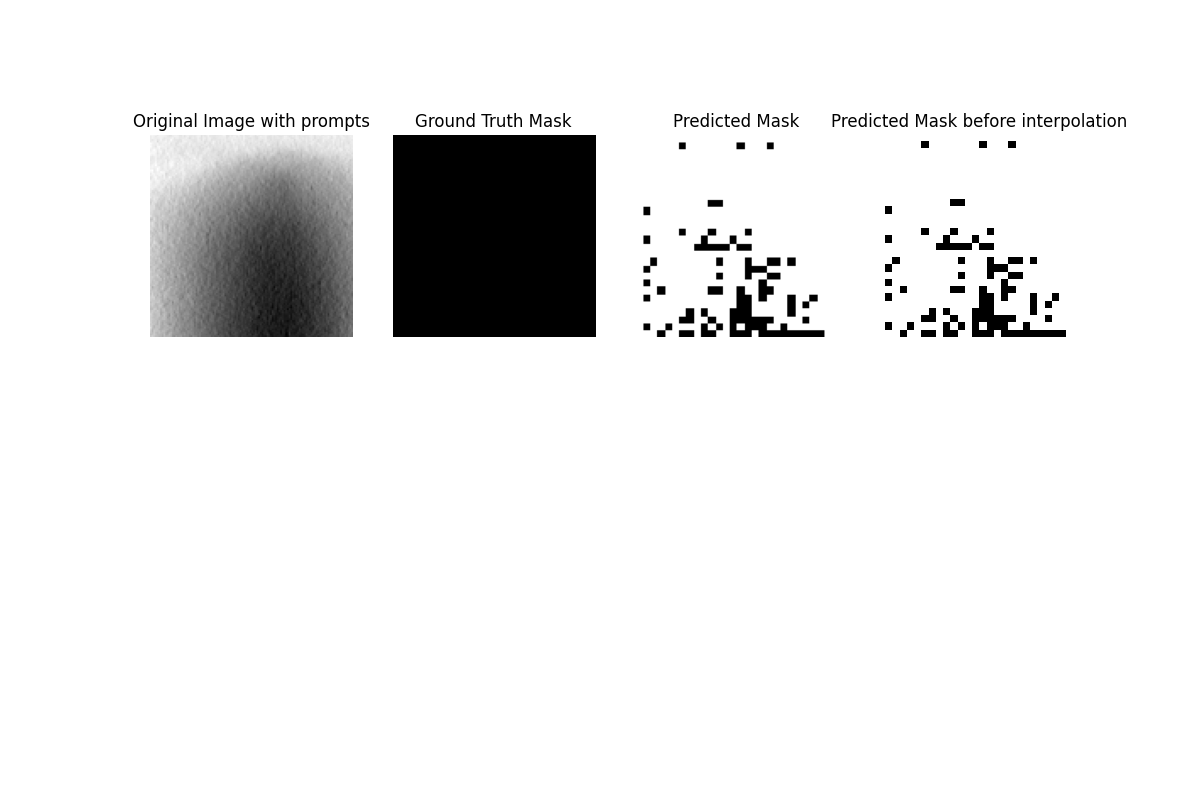 Original Image with prompts
Ground Truth Mask
Predicted Mask
Predicted Mask before interpolation